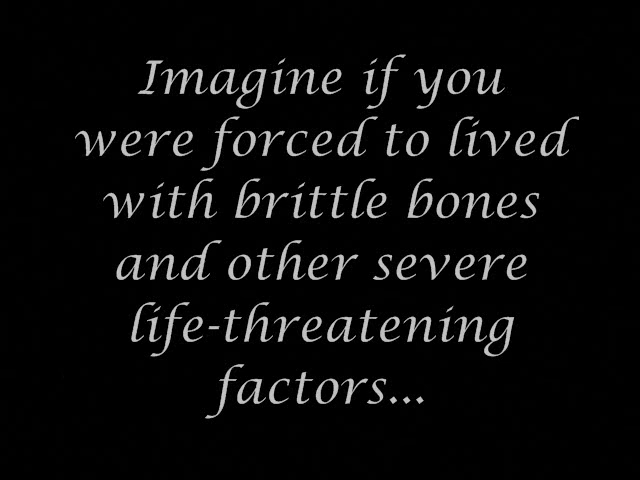 Imagine if you
were forced to lived
with brittle bones
and other severe
life-threatening
factors...